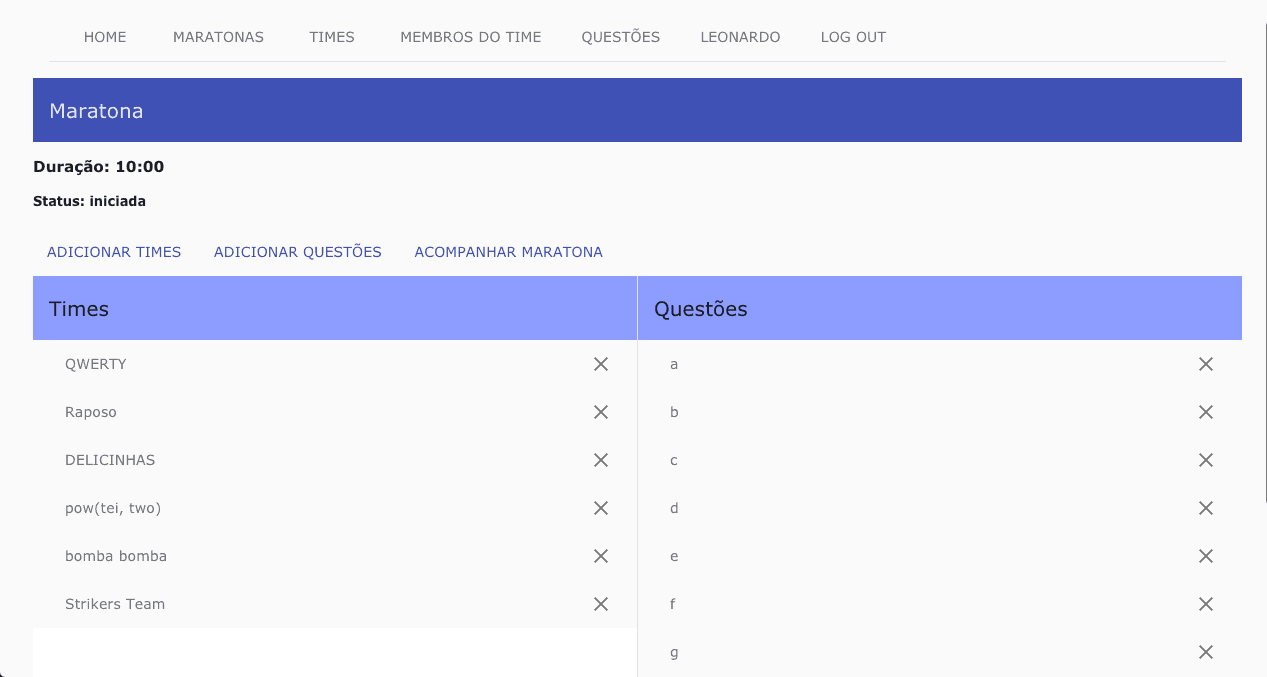 HOME MARATONAS TIMES MEMBROS DO TIME QUESTÕES LEONARDO LOG OUT
Maratona
Duração: 10:00
Status: iniciada
ADICIONAR TIMES ADICIONAR QUESTÕES ACOMPANHAR MARATONA
Times
QWERTY
Raposo
DELICINHAS
pow(tei, two)
bomba bomba
Strikers Team
Questões
a
b
c
d
e
f
g